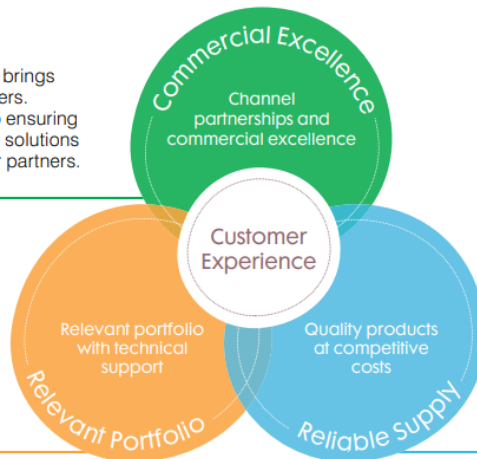 brings
ers.
ensuring
solutions
partners.
Commercial Excellence
Channel
partnerships and
commercial excellence
Customer
Experience
Relevant portfolio
with technical
support
Relevant Portfolio
Quality products
at competitive
costs
Reliable Supply